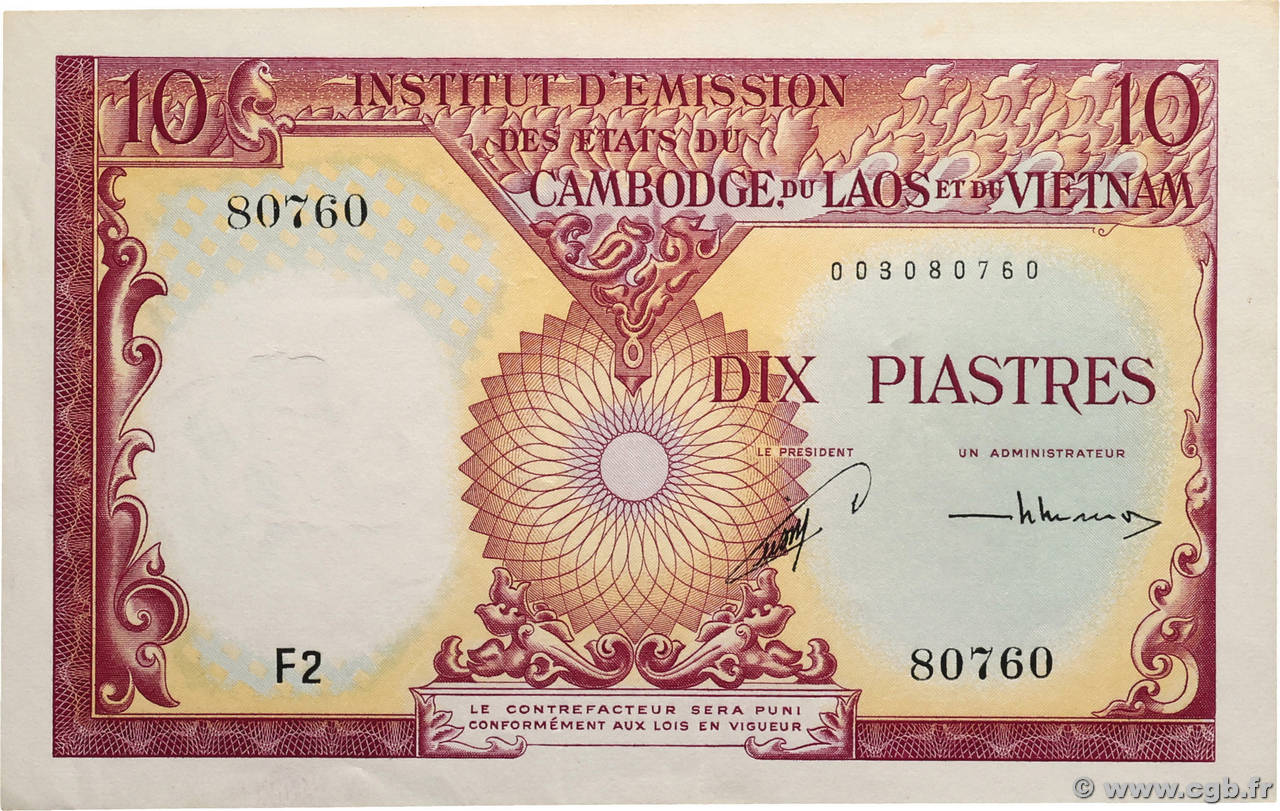 10
INSTITUT D'EMISSION
10
DES ETATS DU
CAMBODGE, DU LAOS ET DU VIETNAM
80760
003080760
DIX PIASTRES
LE PRESIDENT
UN ADMINISTRATEUR
F2
80760
LE CONTREFACTEUR SERA PUNI
CONFORMÉMENT AUX LOIS EN VIGUEUR
© www.cgb.fr